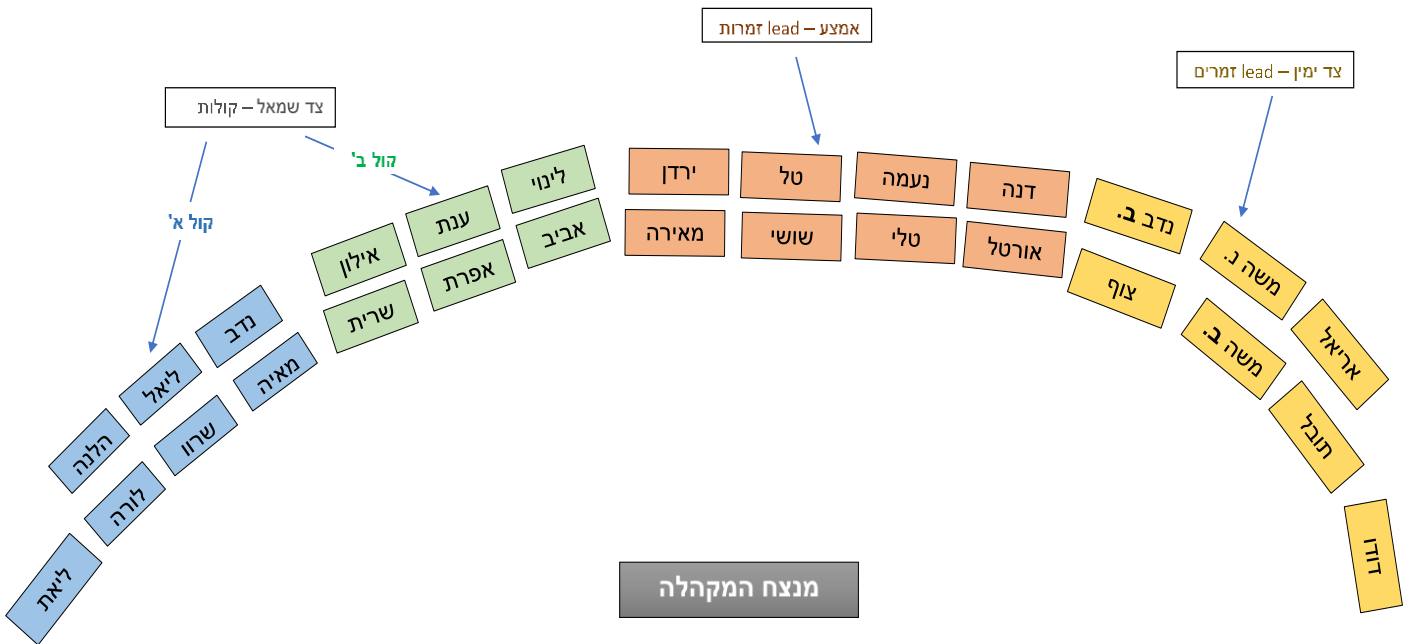 אמצע – lead זמרות
צד ימין – lead זמרים
צד שמאל – קולות
קול ב'
קול א'
דנה
נעמה
טל
ירדן
אורטל
טלי
שושי
מאירה
נדב ב.
משה נ.
אריאל
צוף
משה ב.
תובל
דודו
לינוי
ענת
אילון
אביב
אפרת
שרית
נדב
ליאל
הלנה
מאיה
שרוו
לורה
ליאת
מנצח המקהלה